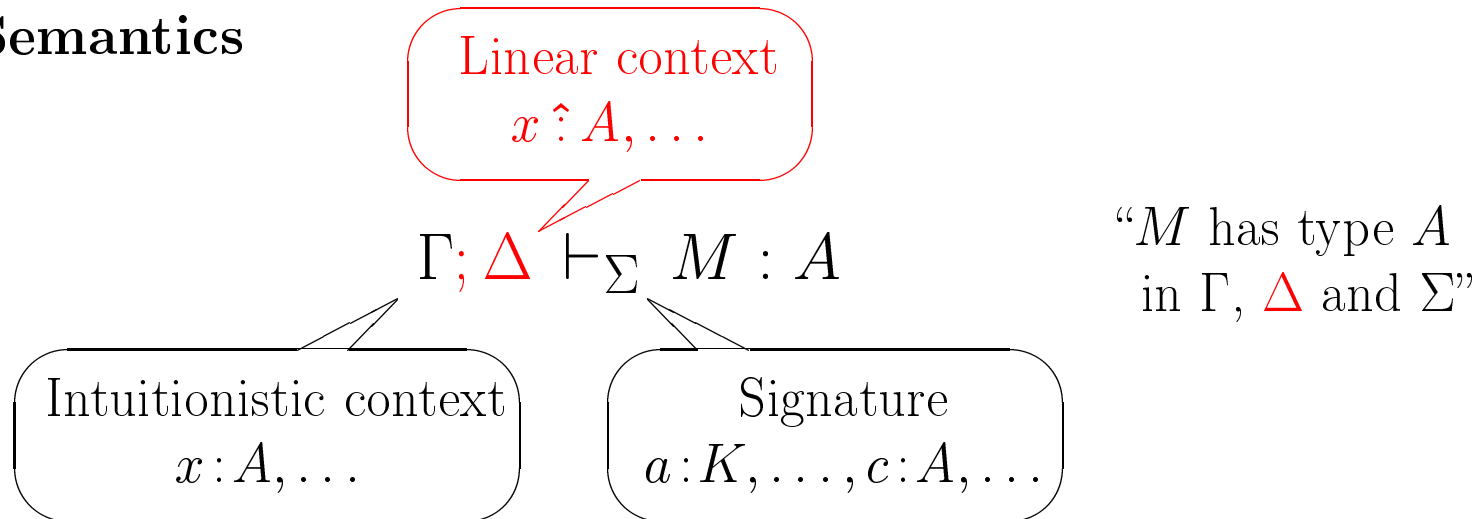 Semantics
Linear context
x :̂ A, . . .
Γ; Δ ⊢Σ M : A
“M has type A
in Γ, Δ and Σ”
Intuitionistic context
x : A, . . .
Signature
a : K, . . . , c : A, . . .